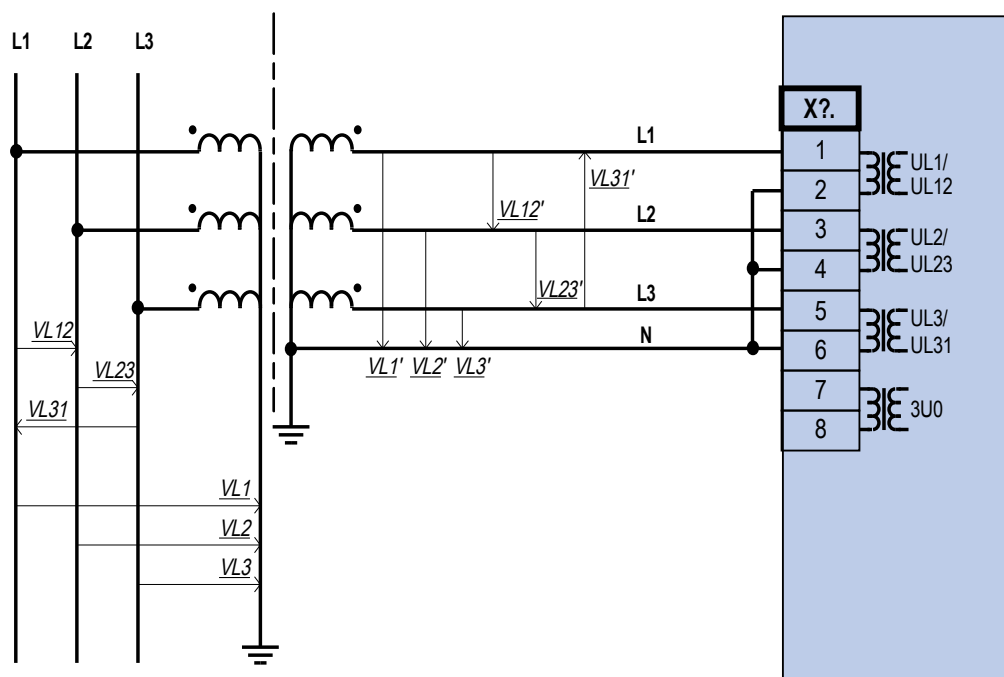 L1 L2 L3
X?.
L1
1
UL1/
UL12
VL31'
2
VL12'
L2
3
UL2/
UL23
4
VL23'
L3
5
UL3/
UL31
VL12
N
6
VL1' VL2' VL3'
VL23
7
3U0
VL31
8
VL1
VL2
VL3